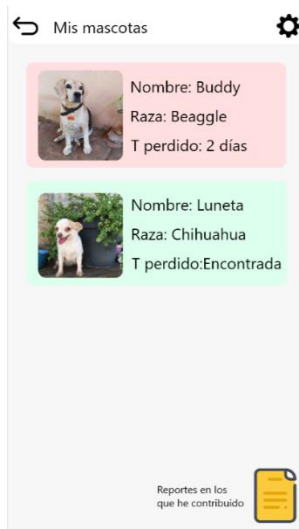 Mis mascotas
Nombre: Buddy
Raza: Beaggle
T perdido: 2 días
Nombre: Luneta
Raza: Chihuahua
T perdido:Encontrada
Reportes en los
que he contribuido